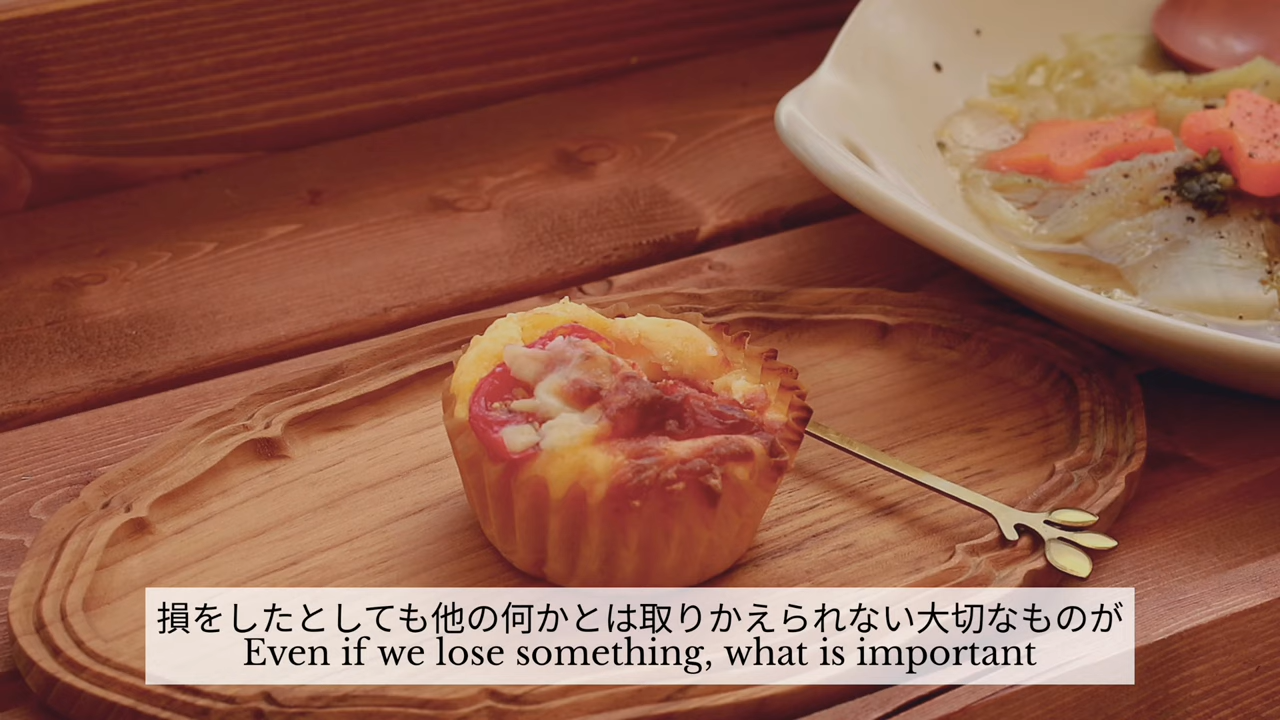 損をしたとしても他の何かとは取りかえられない大切なものが
Even if we lose something, what is important